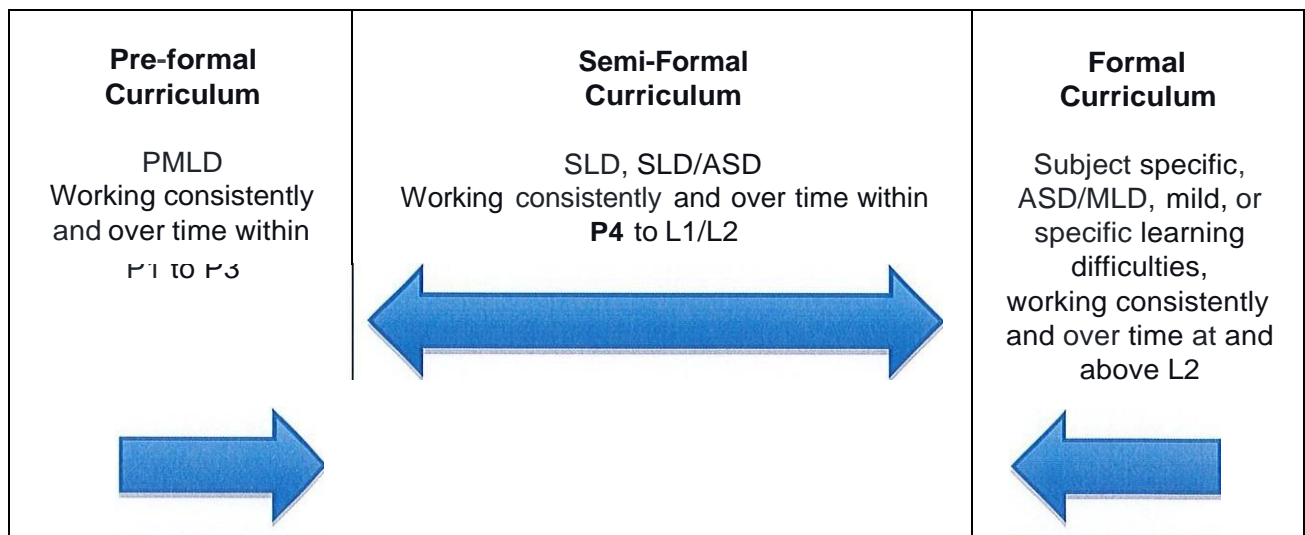 Pre-formal
Curriculum
PMLD
Working consistently
and over time within
P1 to P3
Semi-Formal
Curriculum
SLD, SLD/ASD
Working consistently and over time within
P4 to L1/L2
Formal
Curriculum
Subject specific,
ASD/MLD, mild, or
specific learning
difficulties,
working consistently
and over time at and
above L2